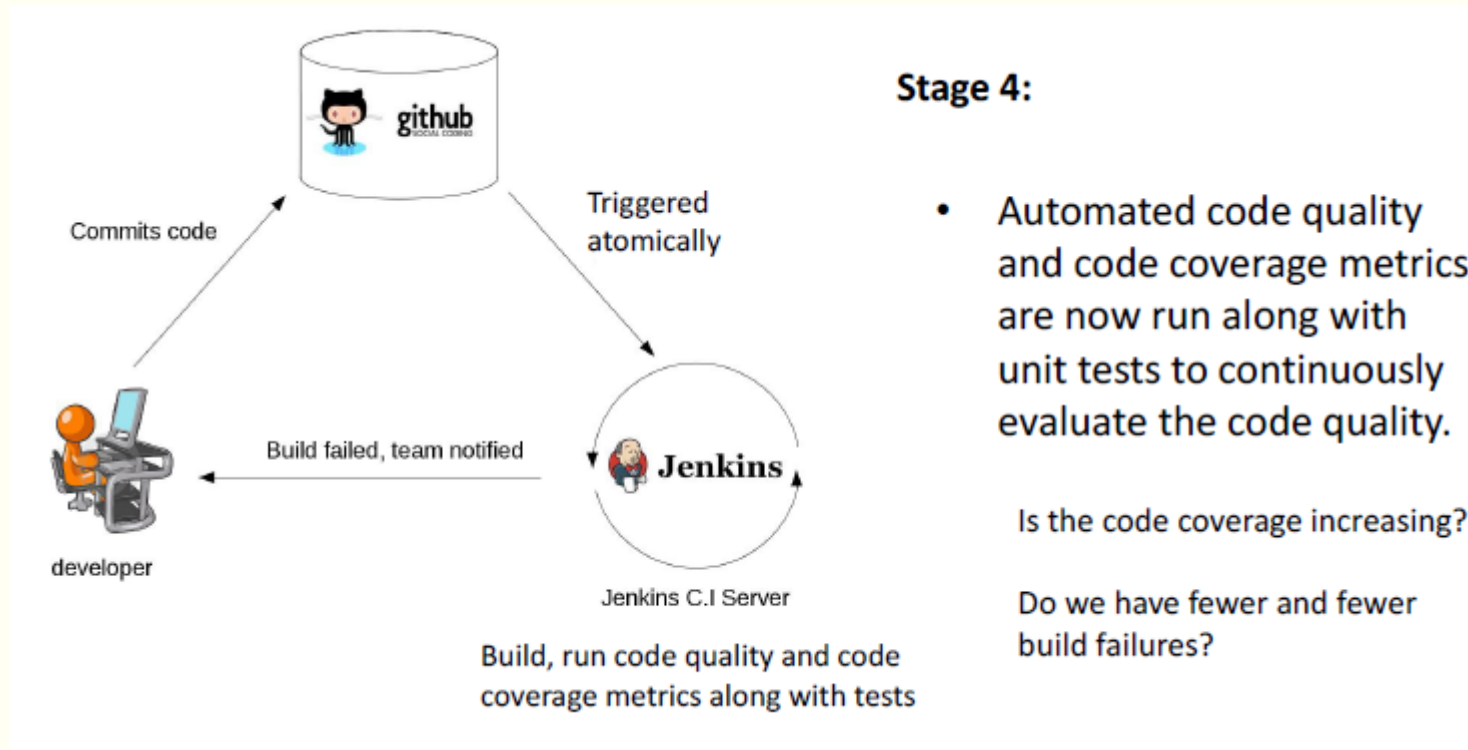 github
SOCIAL CODING
Commits code
Triggered
atomically
Build failed, team notified
Jenkins
developer
Jenkins C.I Server
Build, run code quality and code
coverage metrics along with tests
Stage 4:
• Automated code quality
and code coverage metrics
are now run along with
unit tests to continuously
evaluate the code quality.
Is the code coverage increasing?
Do we have fewer and fewer
build failures?